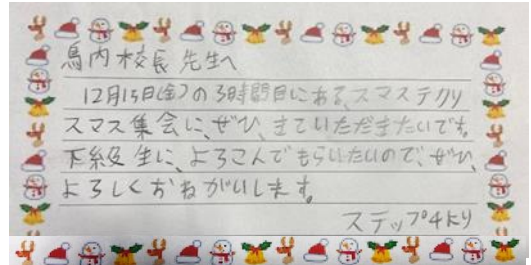 鳥内校長先生へ
12月15日(金)の3時間目にある、スマステクリ
スマス集会に、ぜひ、きていただきたいです。
下級生に、よろこんでもらいたいので、ぜひ、
よろしくおねがいします。
ステップ4より